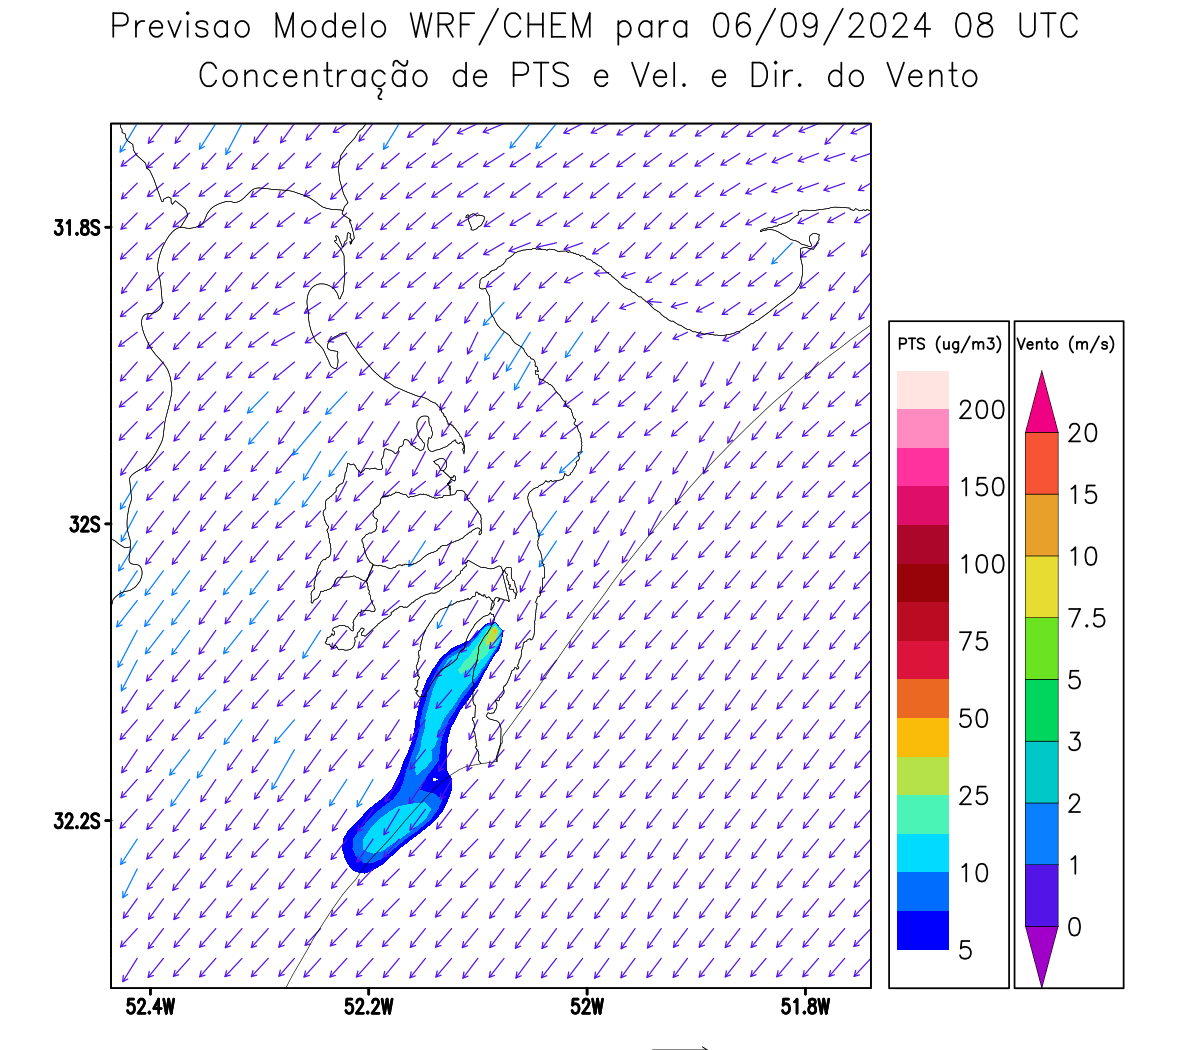 Previsao Modelo WRF/CHEM para 06/09/2024 08 UTC
Concentração de PTS e Vel. e Dir. do Vento
31.8S
32S
32.2S
52.4W 52.2W 52W 51.8W
PTS (ug/m3)
200
150
100
75
50
25
10
5
Vento (m/s)
20
15
10
7.5
5
3
2
1
0